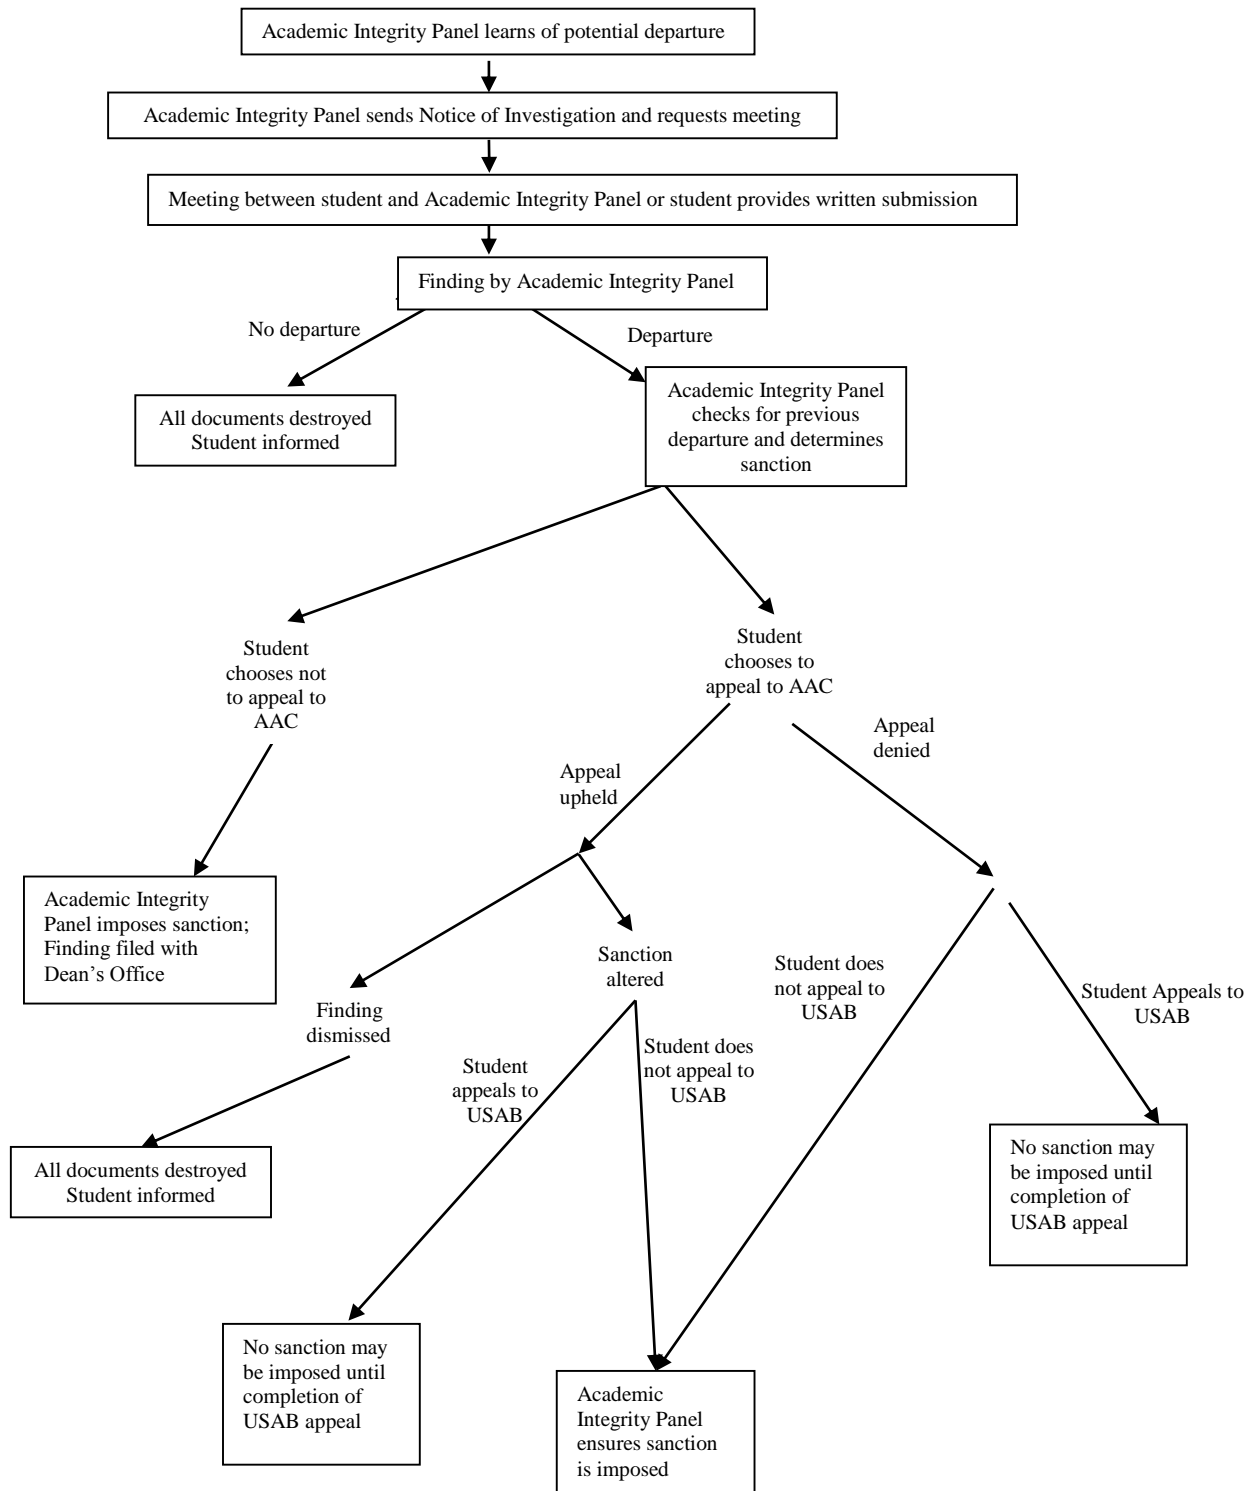 Academic Integrity Panel learns of potential departure
Academic Integrity Panel sends Notice of Investigation and requests meeting
Meeting between student and Academic Integrity Panel or student provides written submission
Finding by Academic Integrity Panel
No departure
Departure
All documents destroyed
Student informed
Academic Integrity Panel
checks for previous
departure and determines
sanction
Student
chooses not
to appeal to
AAC
Student
chooses to
appeal to AAC
Appeal
denied
Appeal
upheld
Academic Integrity
Panel imposes sanction;
Finding filed with
Dean’s Office
Sanction
altered
Student does
not appeal to
USAB
Student Appeals to
USAB
Finding
dismissed
Student
appeals to
USAB
Student does
not appeal to
USAB
All documents destroyed
Student informed
No sanction may
be imposed until
completion of
USAB appeal
No sanction may
be imposed until
completion of
USAB appeal
Academic
Integrity Panel
ensures sanction
is imposed